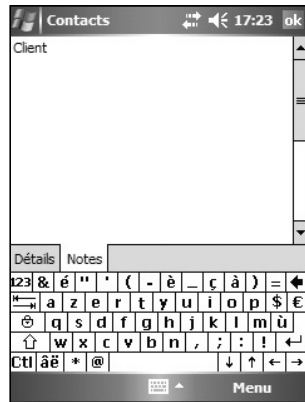 Contacts 17:23 ok
Client
Détails Notes
123 & é " ' ( - è _ ç à ) =
a z e r t y u i o p $ €
q s d f g h j k l m ù
w x c v b n , ; : !
Ctl âë * @ ↓ ↑ ← →
Menu